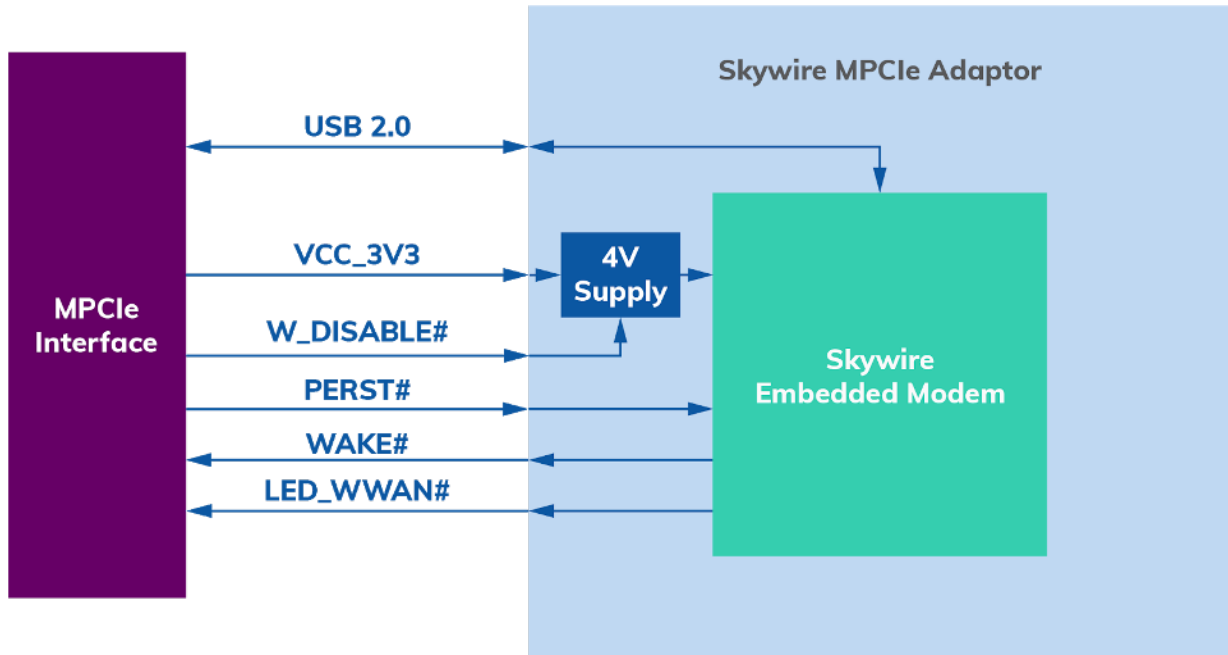 Skywire MPCIe Adaptor
USB 2.0
VCC_3V3
4V
Supply
W_DISABLE#
MPCIe
Interface
PERST#
WAKE#
LED_WWAN#
Skywire
Embedded Modem